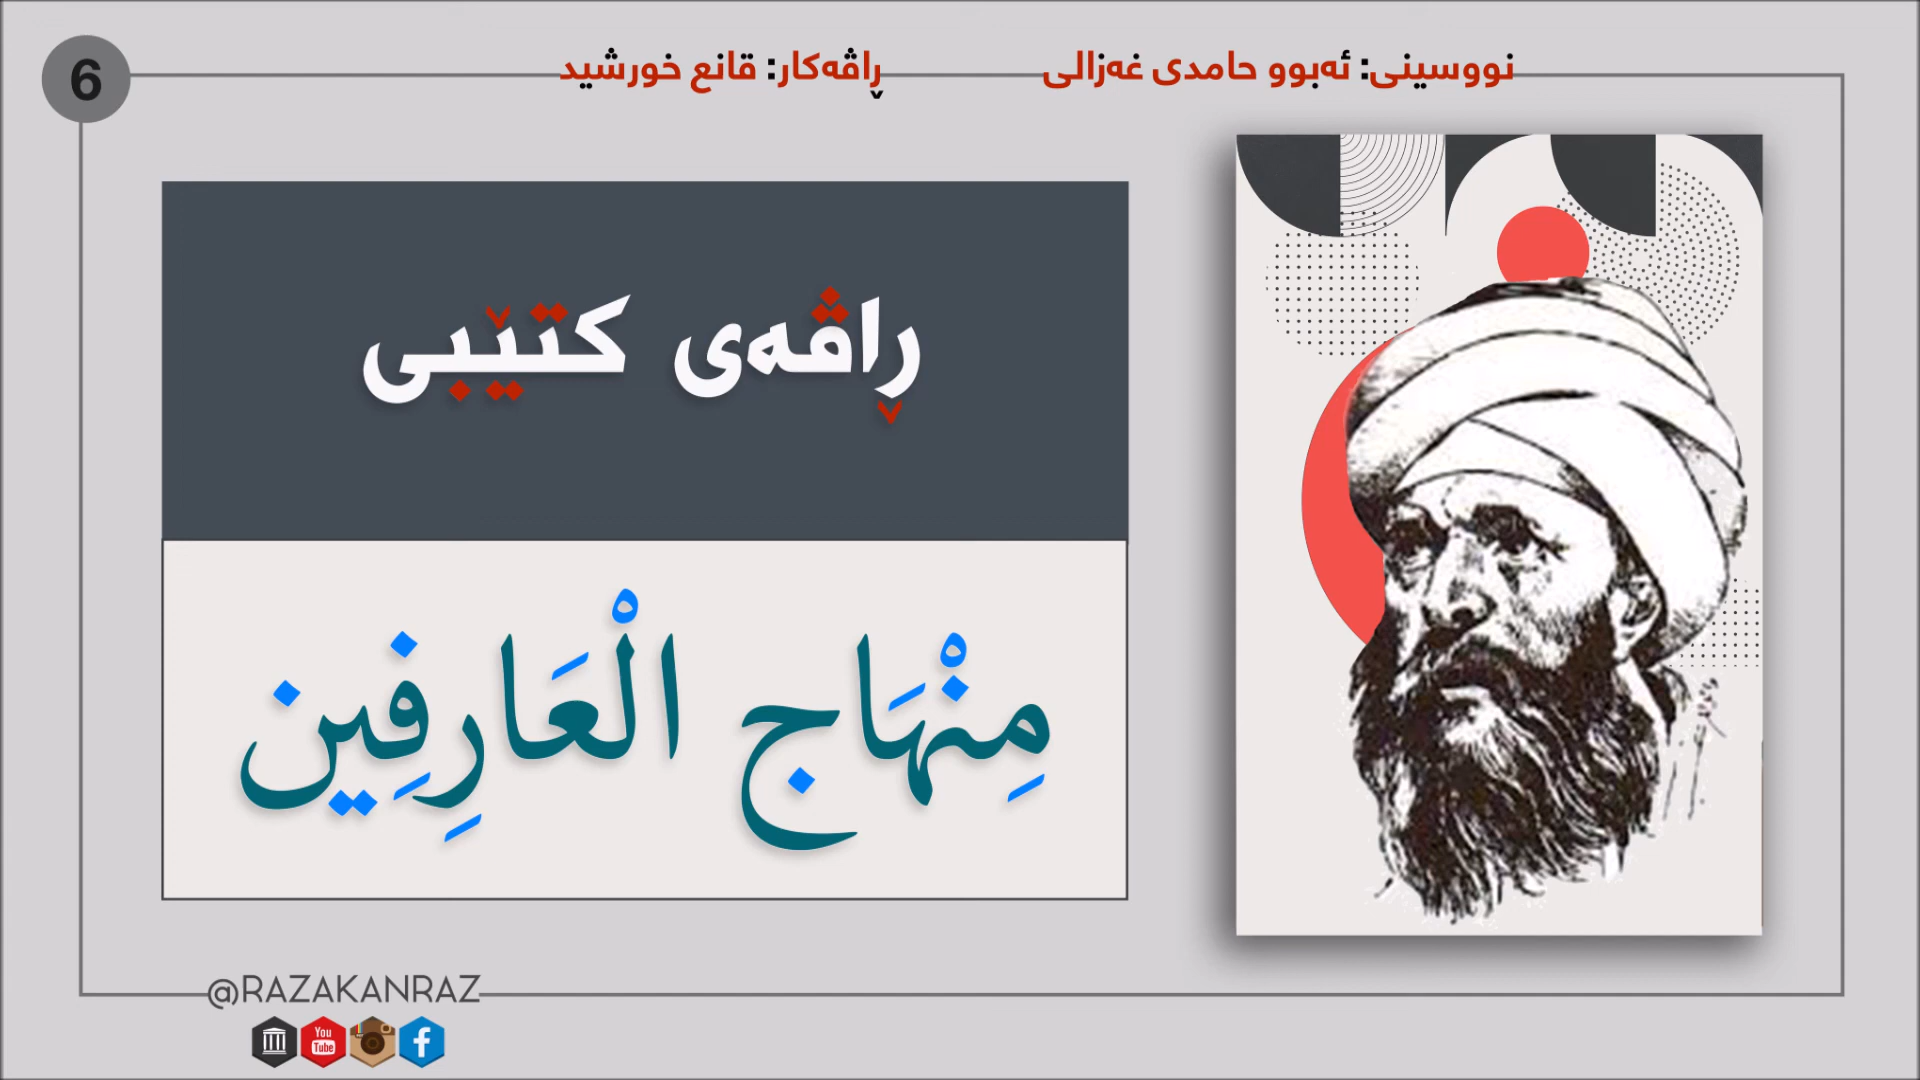 6
نووسینی: ئەبوو حامدی غەزالی
ڕاڤەکار: قانع خورشید
ڕاڤەی کتێبی
مِنْهَاج الْعَارِفِين
@RAZAKANRAZ
You Tube